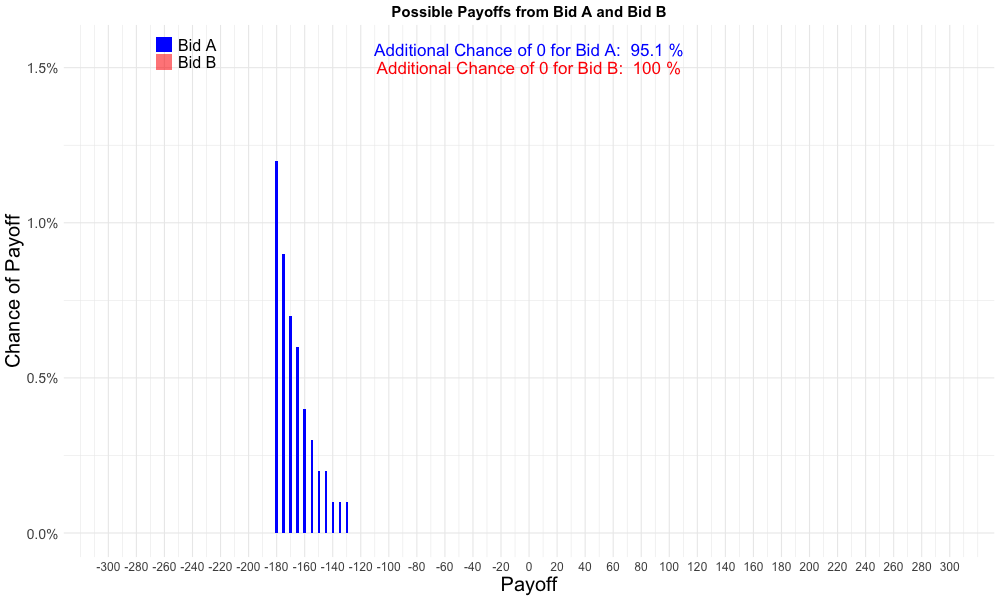 Possible Payoffs from Bid A and Bid B
Bid A
Bid B
Additional Chance of 0 for Bid A:  95.1 %
Additional Chance of 0 for Bid B:  100 %
Chance of Payoff
1.5%
1.0%
0.5%
0.0%
-300 -280 -260 -240 -220 -200 -180 -160 -140 -120 -100 -80 -60 -40 -20 0 20 40 60 80 100 120 140 160 180 200 220 240 260 280 300
Payoff